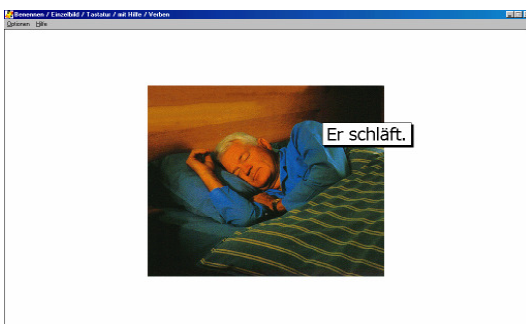 Benennen / Einzelbild / Tastatur / mit Hilfe / Verben
Optionen Hilfe
Er schläft.